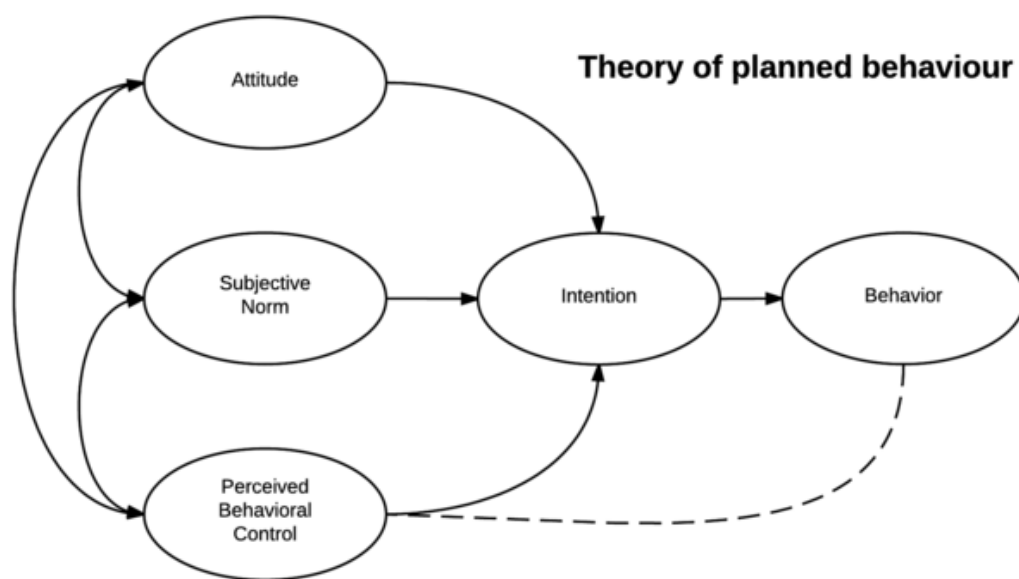 Theory of planned behaviour
Attitude
Subjective
Norm
Intention
Behavior
Perceived
Behavioral
Control